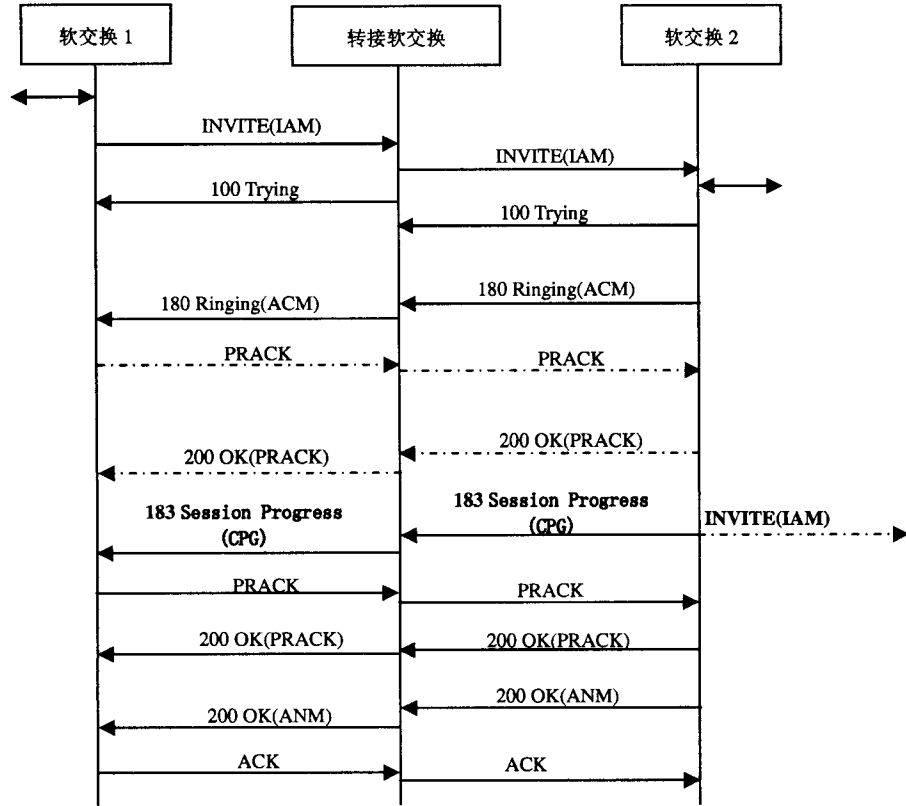 软交换 1
转接软交换
软交换 2
INVITE(IAM)
INVITE(IAM)
100 Trying
100 Trying
180 Ringing(ACM)
180 Ringing(ACM)
PRACK
PRACK
200 OK(PRACK)
200 OK(PRACK)
183 Session Progress
(CPG)
183 Session Progress
(CPG)
INVITE(IAM)
PRACK
PRACK
200 OK(PRACK)
200 OK(PRACK)
200 OK(ANM)
200 OK(ANM)
ACK
ACK